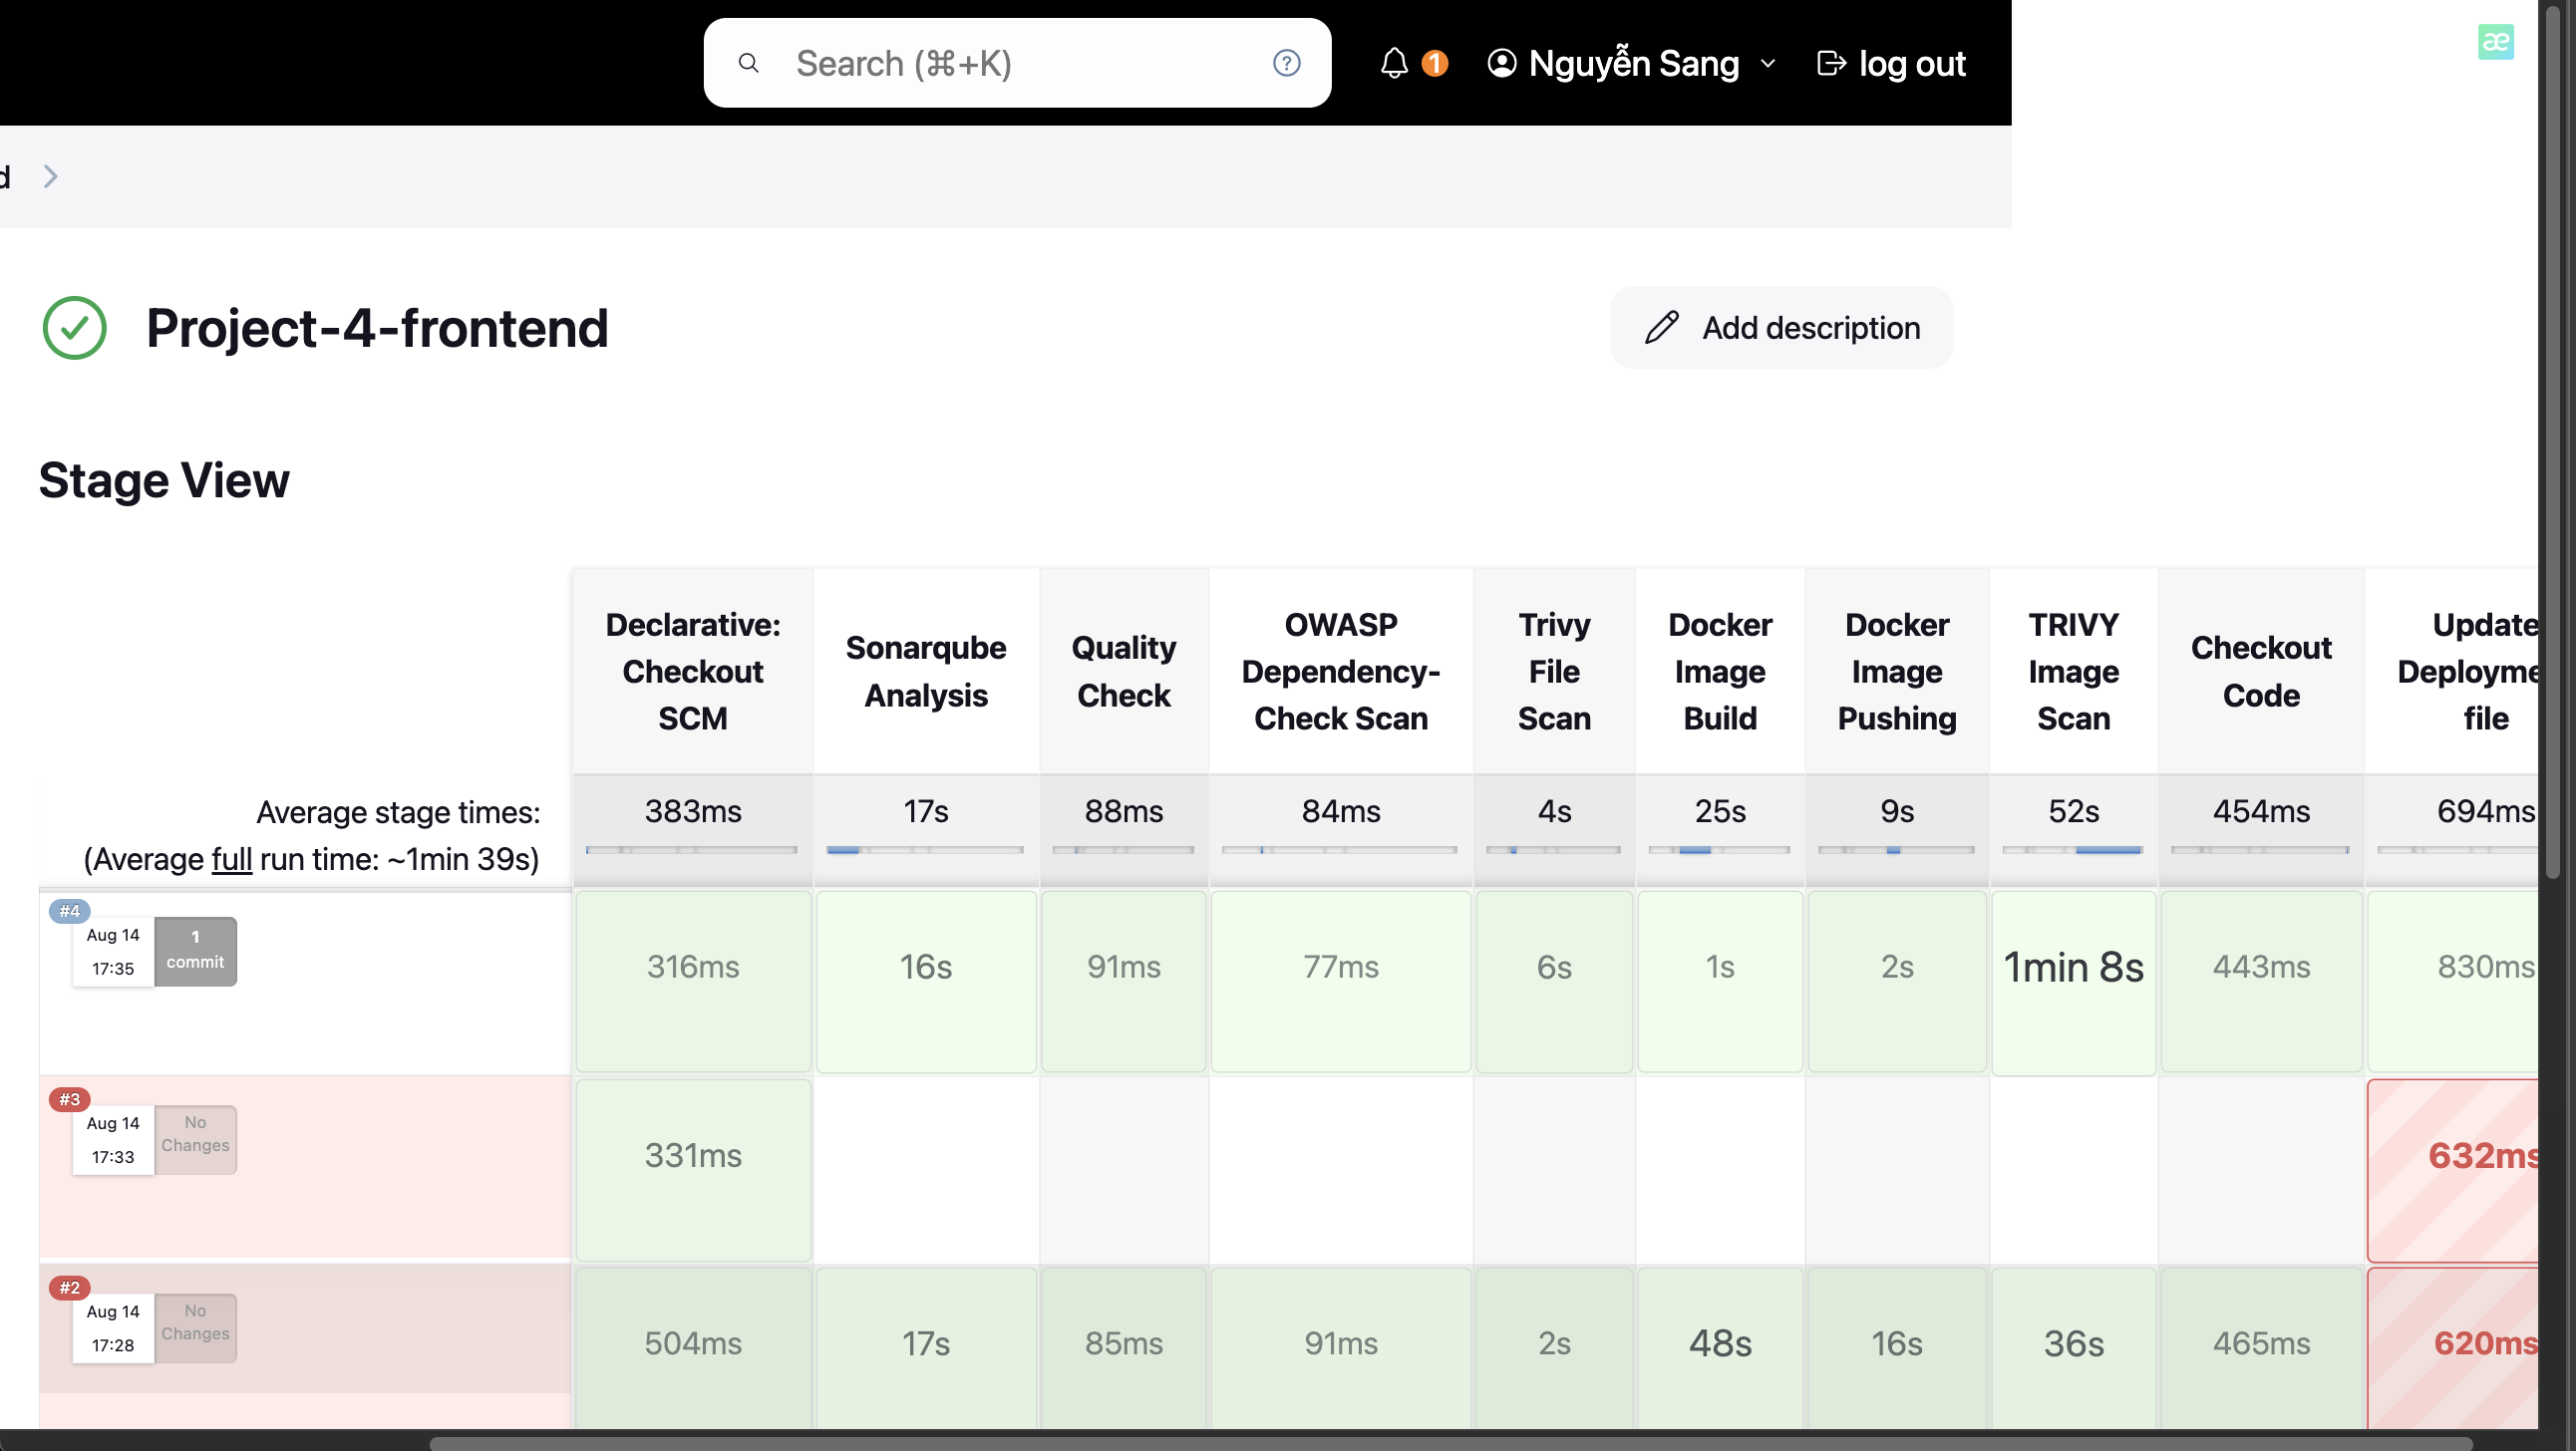 Search (⌘+K)
1
Nguyễn Sang
log out
æ
d
Project-4-frontend
Add description
Stage View
Declarative:
Checkout
SCM
Sonarqube
Analysis
Quality
Check
OWASP
Dependency-
Check Scan
Trivy
File
Scan
Docker
Image
Build
Docker
Image
Pushing
TRIVY
Image
Scan
Checkout
Code
Update
Deployme
file
Average stage times:
(Average full run time: ~1min 39s)
383ms
17s
88ms
84ms
4s
25s
9s
52s
454ms
694ms
#4
Aug 14
17:35
1
commit
316ms
16s
91ms
77ms
6s
1s
2s
1min 8s
443ms
830ms
#3
Aug 14
17:33
No
Changes
331ms
632ms
#2
Aug 14
17:28
No
Changes
504ms
17s
85ms
91ms
2s
48s
16s
36s
465ms
620ms